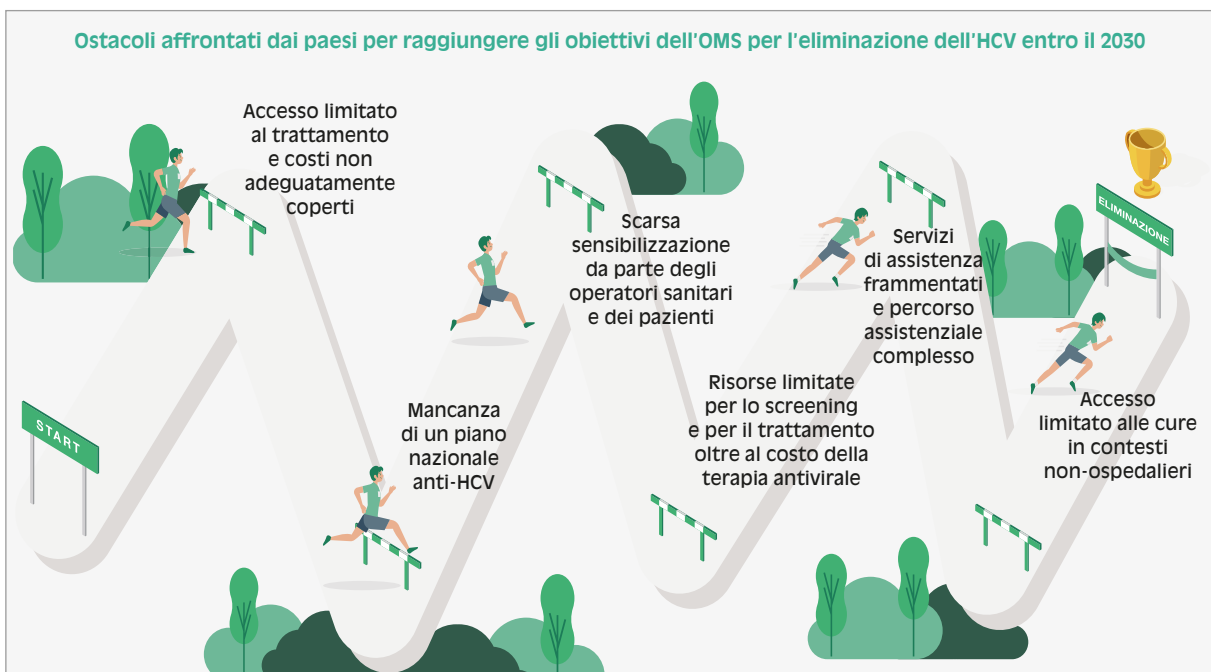 Ostacoli affrontati dai paesi per raggiungere gli obiettivi dell'OMS per l'eliminazione dell'HCV entro il 2030
START
Accesso limitato
al trattamento
e costi non
adeguatamente
coperti
Mancanza
di un piano
nazionale
anti-HCV
Scarsa
sensibilizzazione
da parte degli
operatori sanitari
e dei pazienti
Risorse limitate
per lo screening
e per il trattamento
oltre al costo della
terapia antivirale
Servizi
di assistenza
frammentati
e percorso
assistenziale
complesso
Accesso
limitato alle cure
in contesti
non-ospedalieri
ELIMINAZIONE